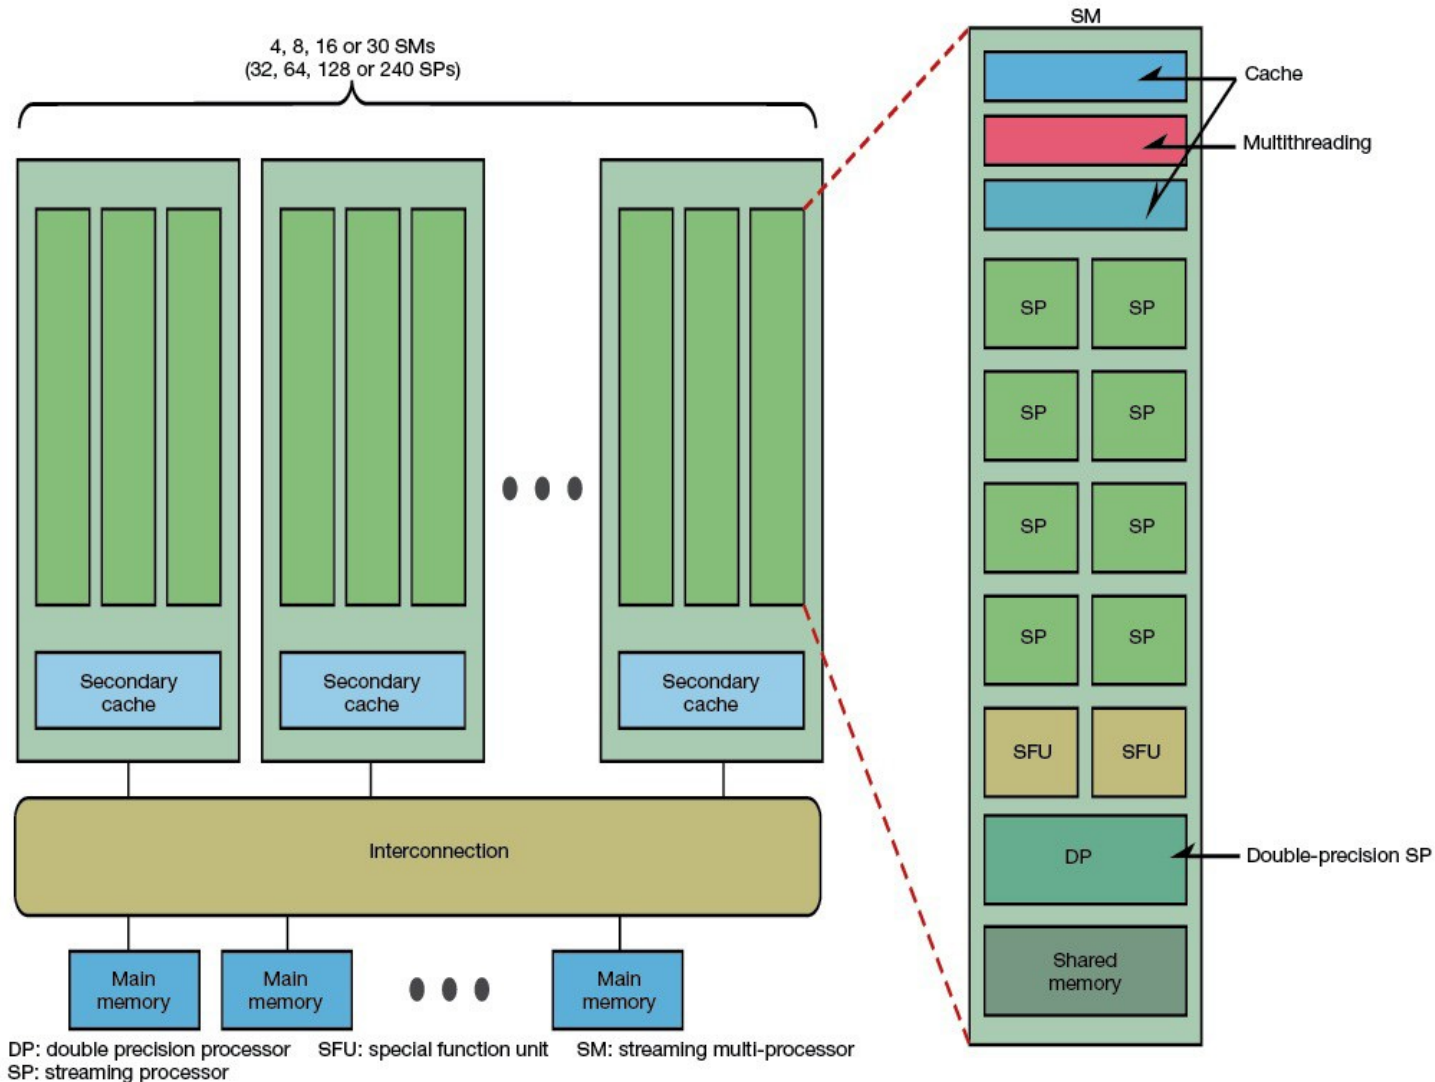 SM
4, 8, 16 or 30 SMs
(32, 64, 128 or 240 SPs)
Cache
Multithreading
SP
SP
SP
SP
SP
SP
SP
SP
Secondary
cache
Secondary
cache
Secondary
cache
SFU
SFU
Interconnection
DP
Double-precision SP
Main
memory
Main
memory
Main
memory
Shared
memory
DP: double precision processor SFU: special function unit SM: streaming multi-processor
SP: streaming processor